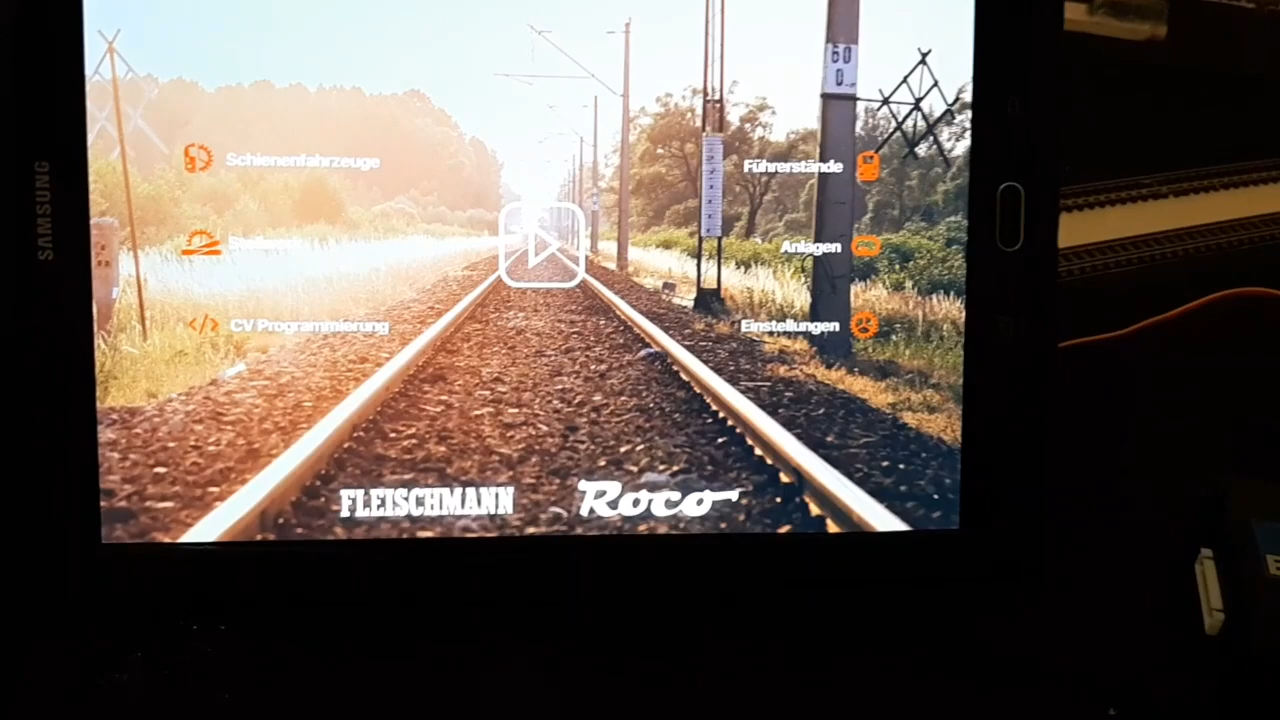 SAMSUNG
60
0
Schienenfahrzeuge
Führerstände
Anlagen
CV Programmierung
Einstellungen
FLEISCHMANN
Roco